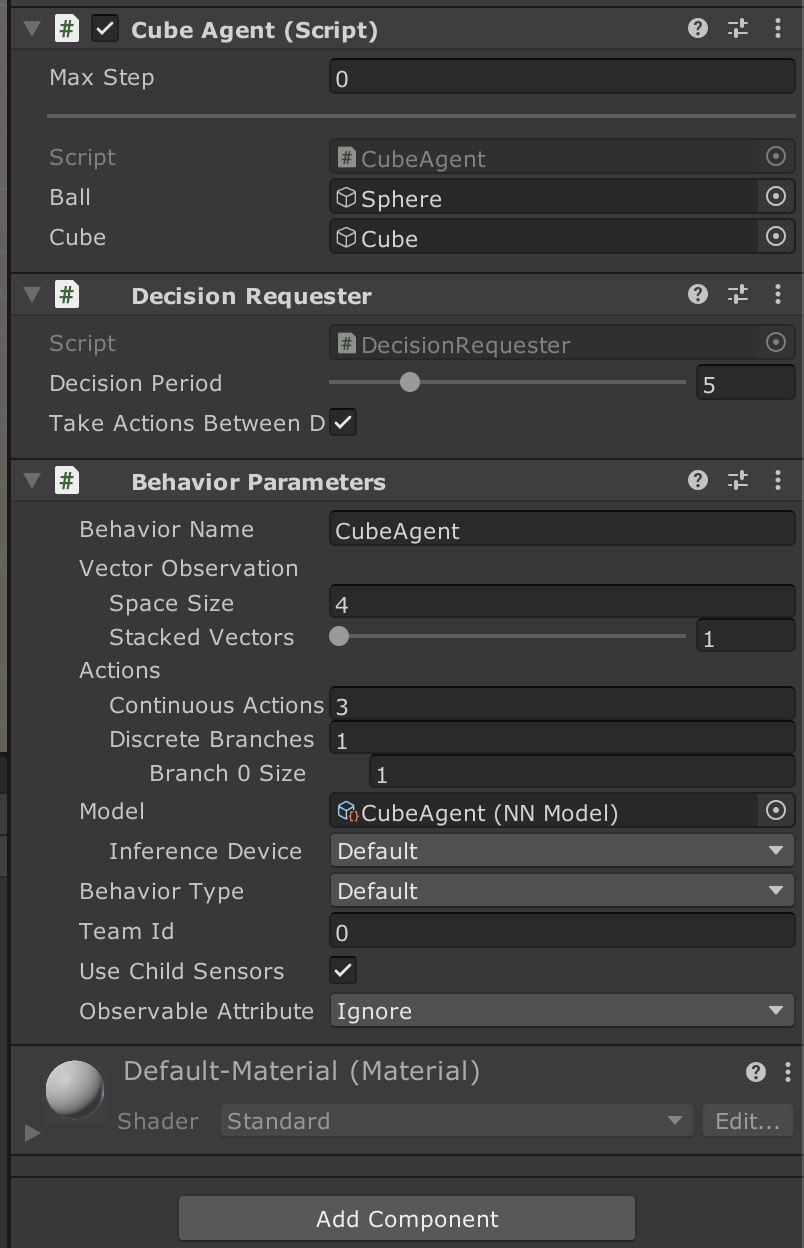 Cube Agent (Script)
Max Step 0
Script CubeAgent
Ball Sphere
Cube Cube
Decision Requester
Script DecisionRequester
Decision Period 5
Take Actions Between D
Behavior Parameters
Behavior Name CubeAgent
Vector Observation
Space Size 4
Stacked Vectors 1
Actions
Continuous Actions 3
Discrete Branches 1
Branch 0 Size 1
Model CubeAgent (NN Model)
Inference Device Default
Behavior Type Default
Team Id 0
Use Child Sensors
Observable Attribute Ignore
Default-Material (Material)
Shader Standard Edit...
Add Component